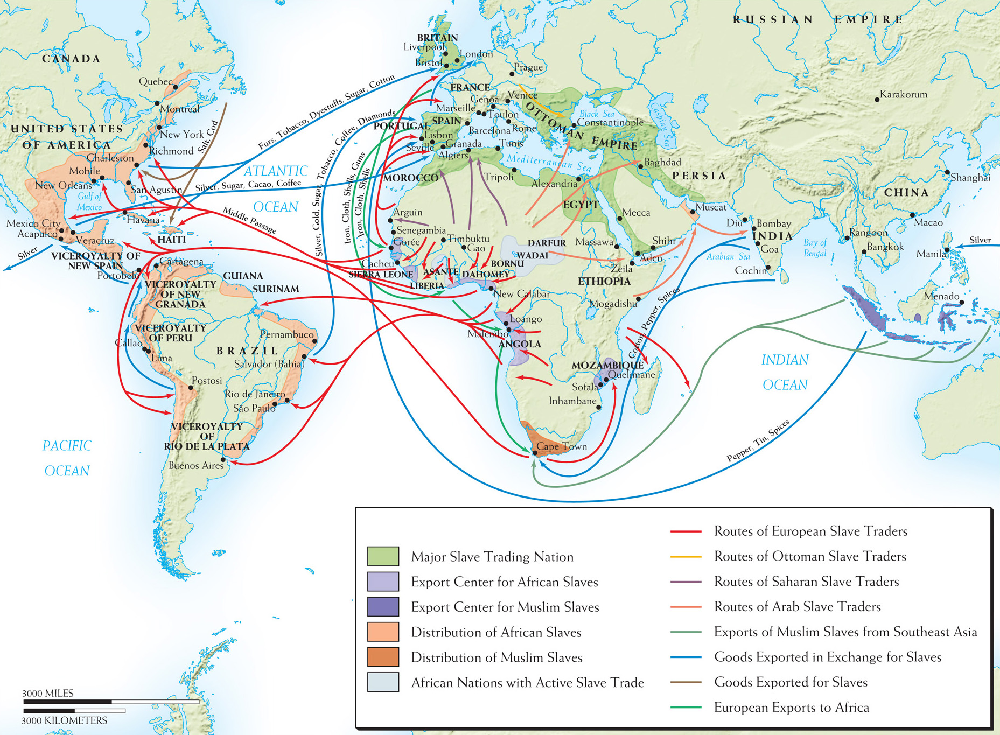 RUSSIAN EMPIRE
CANADA
BRITAIN
Liverpool
London
Bristol
Prague
Quebec
Montreal
FRANCE
Genoa
Venice
Marseille
Toulon
Karakorum
OTTOMAN EMPIRE
Black Sea
Constantinople
Caspian Sea
Furs, Tobacco, Dyestuffs, Sugar, Cotton
Salt, Cod
UNITED STATES
OF AMERICA
New York
Richmond
Charleston
PORTUGAL
SPAIN
Lisbon
Barcelona
Rome
Seville
Granada
Tunis
Algiers
Mediterranean Sea
Baghdad
PERSIA
Shanghai
CHINA
Mobile
New Orleans
San Agustin
Gulf of
Mexico
ATLANTIC
OCEAN
Silver, Sugar, Cacao, Coffee
Silver, Gold, Sugar, Tobacco, Coffee, Diamonds
Iron, Cloth, Shells, Guns
Iron, Cloth, Shells
MOROCCO
Tripoli
Alexandria
EGYPT
Mecca
Muscat
Diu
Bombay
INDIA
Goa
Macao
Middle Passage
Mexico City
Acapulco
Havana
Veracruz
HAITI
Silver
VICEROYALTY OF
NEW SPAIN
Portobelo
Cartagena
Arguin
Senegambia
Gorée
Timbuktu
Gao
DARFUR
WADAI
Massawa
Shihr
Aden
Zeila
Arabian Sea
Bay of
Bengal
Rangoon
Bangkok
Manila
Silver
Cochin
Cacheu
SIERRA LEONE
ASANTE
LIBERIA
BORNU
DAHOMEY
New Calabar
ETHIOPIA
Mogadishu
Menado
GUIANA
SURINAM
VICEROYALTY
OF NEW
GRANADA
VICEROYALTY
OF PERU
Callao
Lima
BRAZIL
Pernambuco
Salvador (Bahia)
Loango
Malembo
ANGOLA
MOZAMBIQUE
Quelimane
Sofala
Inhambane
Cotton, Pepper, Spices
INDIAN
OCEAN
Postosi
Rio de Janeiro
São Paulo
VICEROYALTY
OF
RÍO DE LA PLATA
Buenos Aires
PACIFIC
OCEAN
Cape Town
Pepper, Tin, Spices
Major Slave Trading Nation
Export Center for African Slaves
Export Center for Muslim Slaves
Distribution of African Slaves
Distribution of Muslim Slaves
African Nations with Active Slave Trade
Routes of European Slave Traders
Routes of Ottoman Slave Traders
Routes of Saharan Slave Traders
Routes of Arab Slave Traders
Exports of Muslim Slaves from Southeast Asia
Goods Exported in Exchange for Slaves
Goods Exported for Slaves
European Exports to Africa
3000 MILES
3000 KILOMETERS